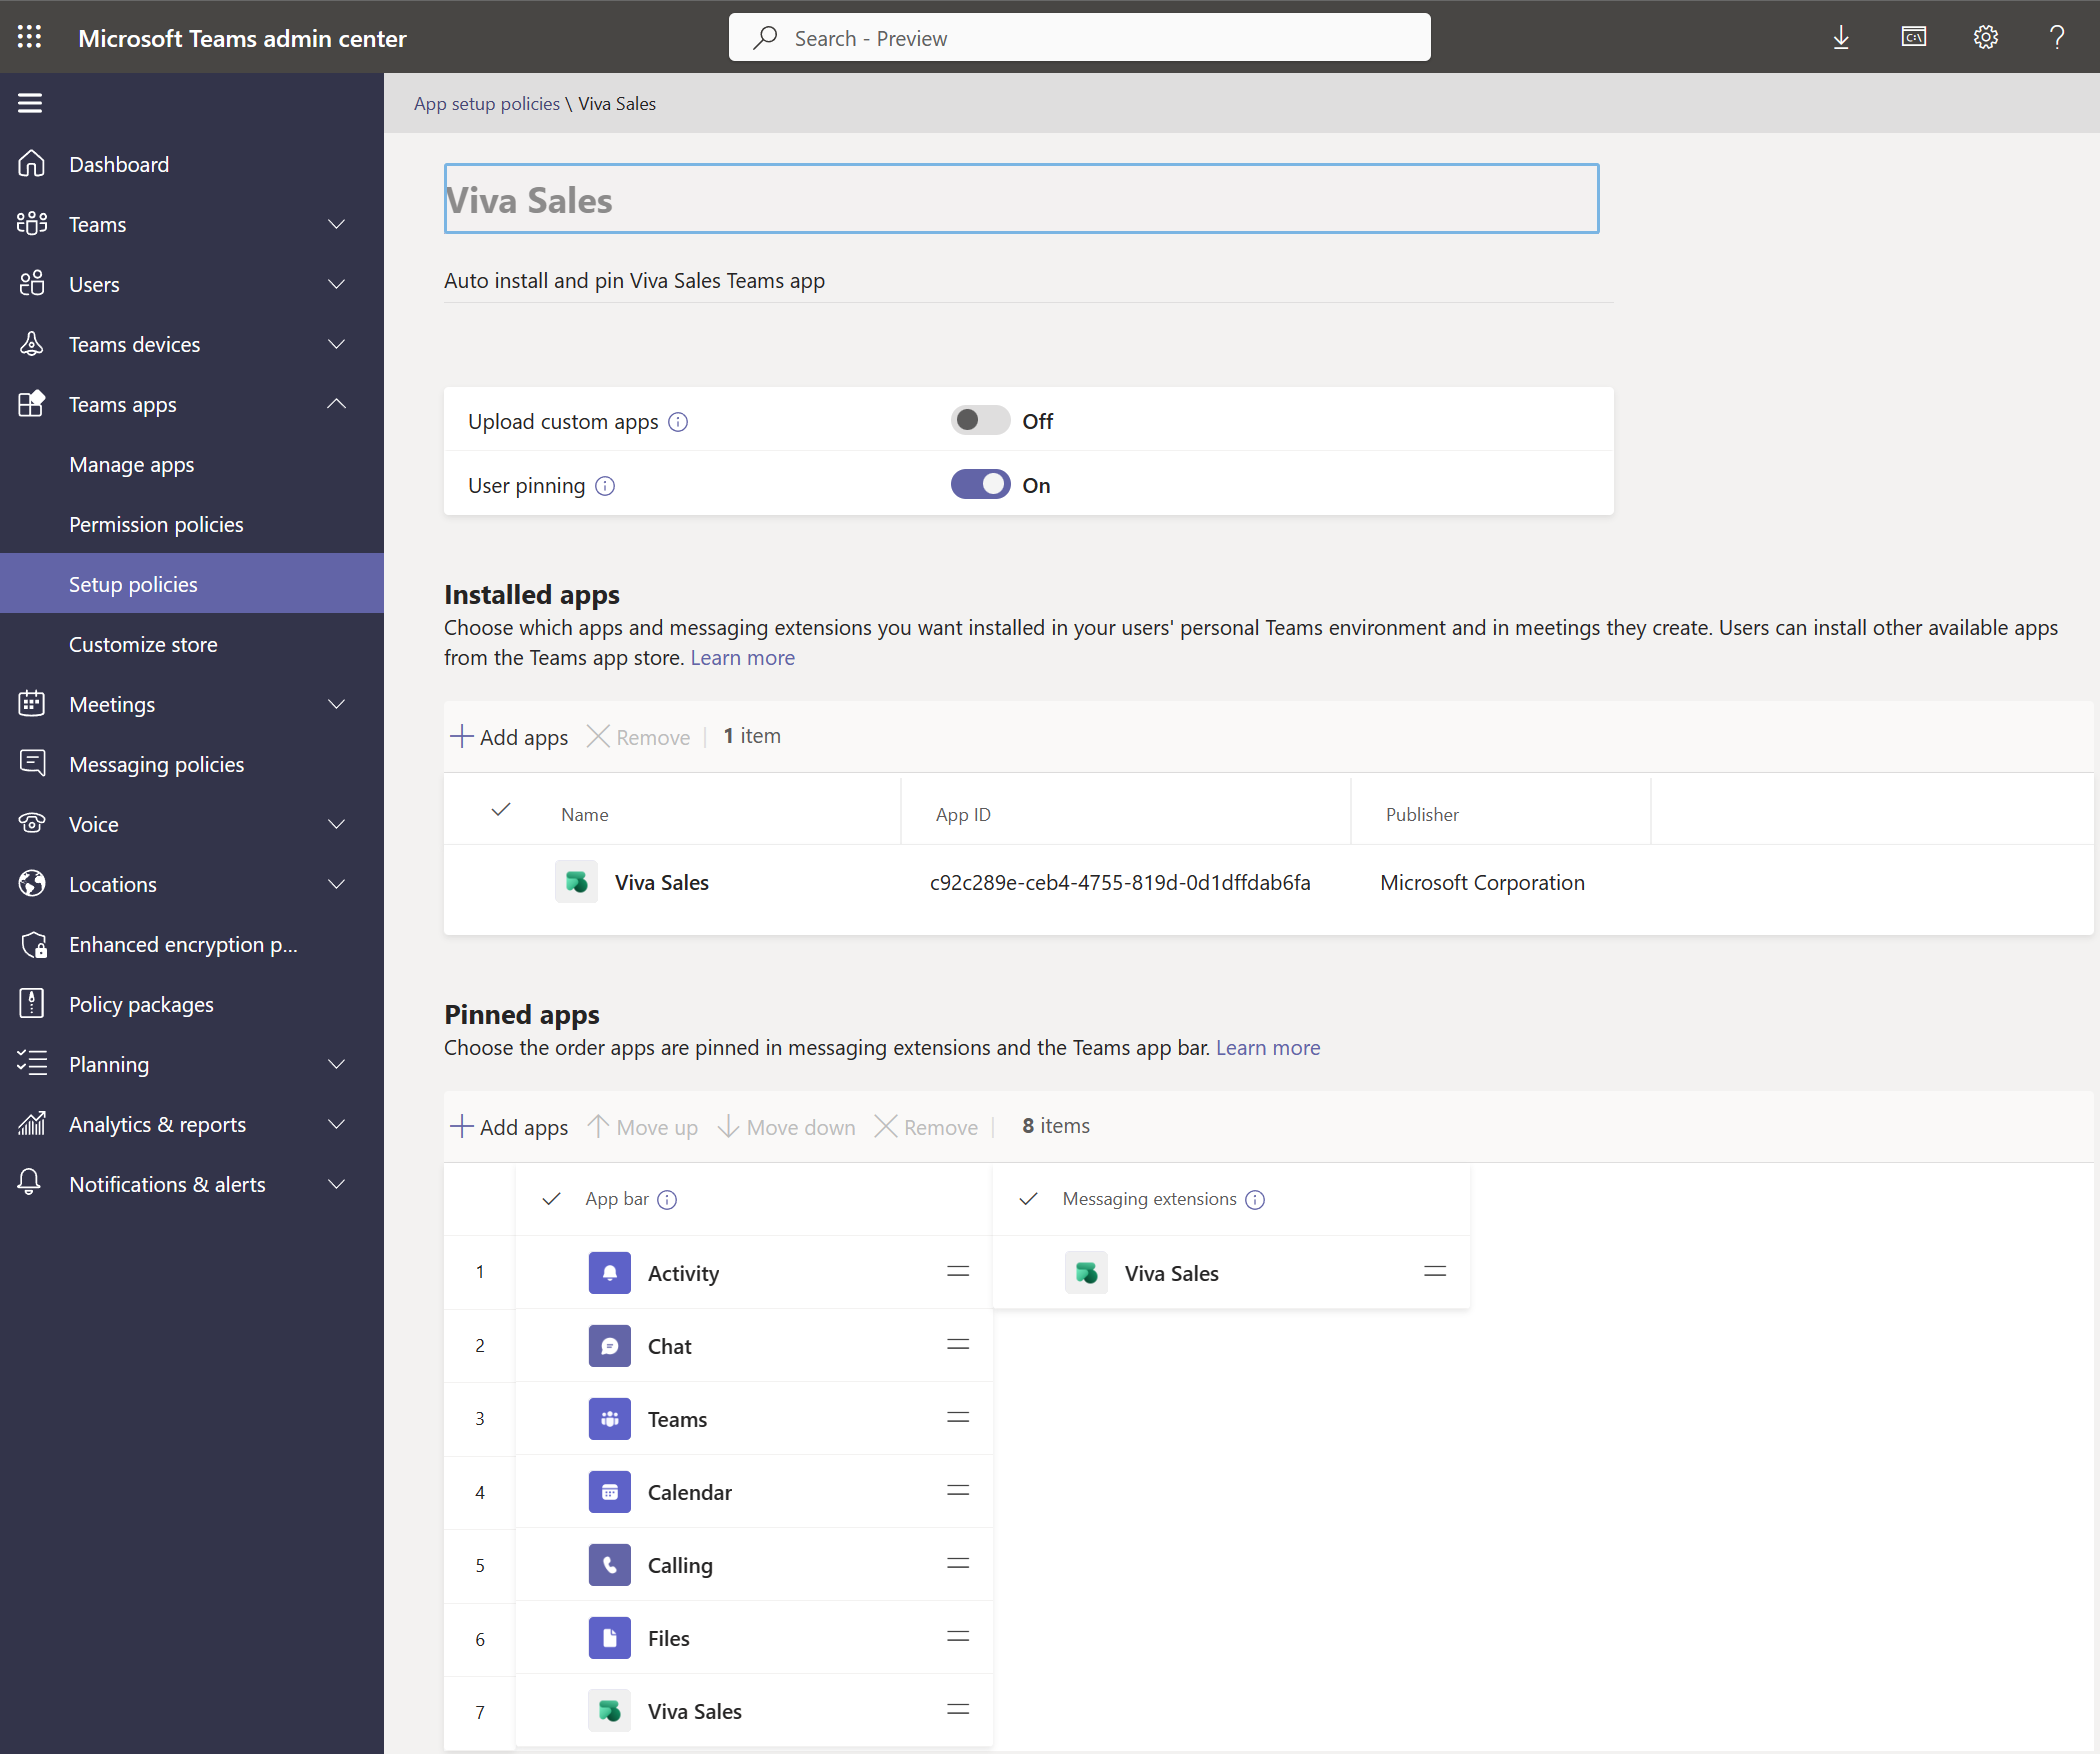 Microsoft Teams admin center
Search - Preview
App setup policies \ Viva Sales
Dashboard
Teams
Users
Teams devices
Teams apps
Manage apps
Permission policies
Setup policies
Customize store
Meetings
Messaging policies
Voice
Locations
Enhanced encryption p...
Policy packages
Planning
Analytics & reports
Notifications & alerts
Viva Sales
Auto install and pin Viva Sales Teams app
Upload custom apps Off
User pinning On
Installed apps
Choose which apps and messaging extensions you want installed in your users' personal Teams environment and in meetings they create. Users can install other available apps
from the Teams app store. Learn more
Add apps Remove 1 item
Name App ID Publisher
Viva Sales c92c289e-ceb4-4755-819d-0d1dffdab6fa Microsoft Corporation
Pinned apps
Choose the order apps are pinned in messaging extensions and the Teams app bar. Learn more
Add apps Move up Move down Remove 8 items
App bar Messaging extensions
1 Activity Viva Sales
2 Chat
3 Teams
4 Calendar
5 Calling
6 Files
7 Viva Sales